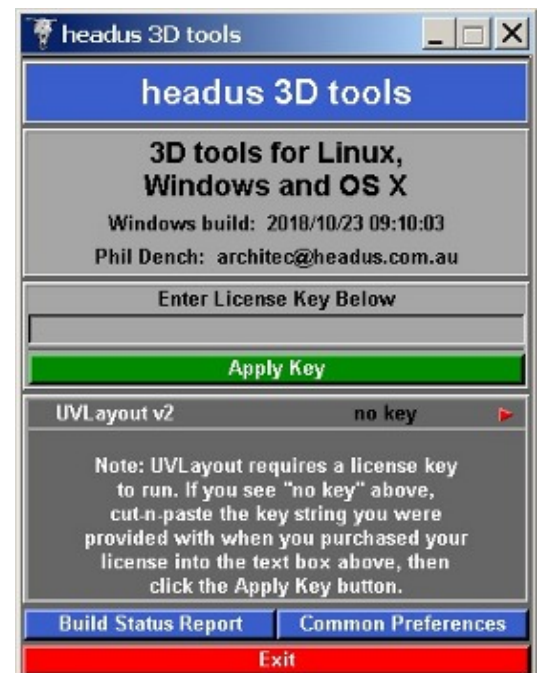 headus 3D tools
headus 3D tools
3D tools for Linux,
Windows and OS X
Windows build: 2018/10/23 09:10:03
Phil Dench: architec@headus.com.au
Enter License Key Below
Apply Key
UVLayout v2 no key
Note: UVLayout requires a license key
to run. If you see "no key" above,
cut-n-paste the key string you were
provided with when you purchased your
license into the text box above, then
click the Apply Key button.
Build Status Report Common Preferences
Exit